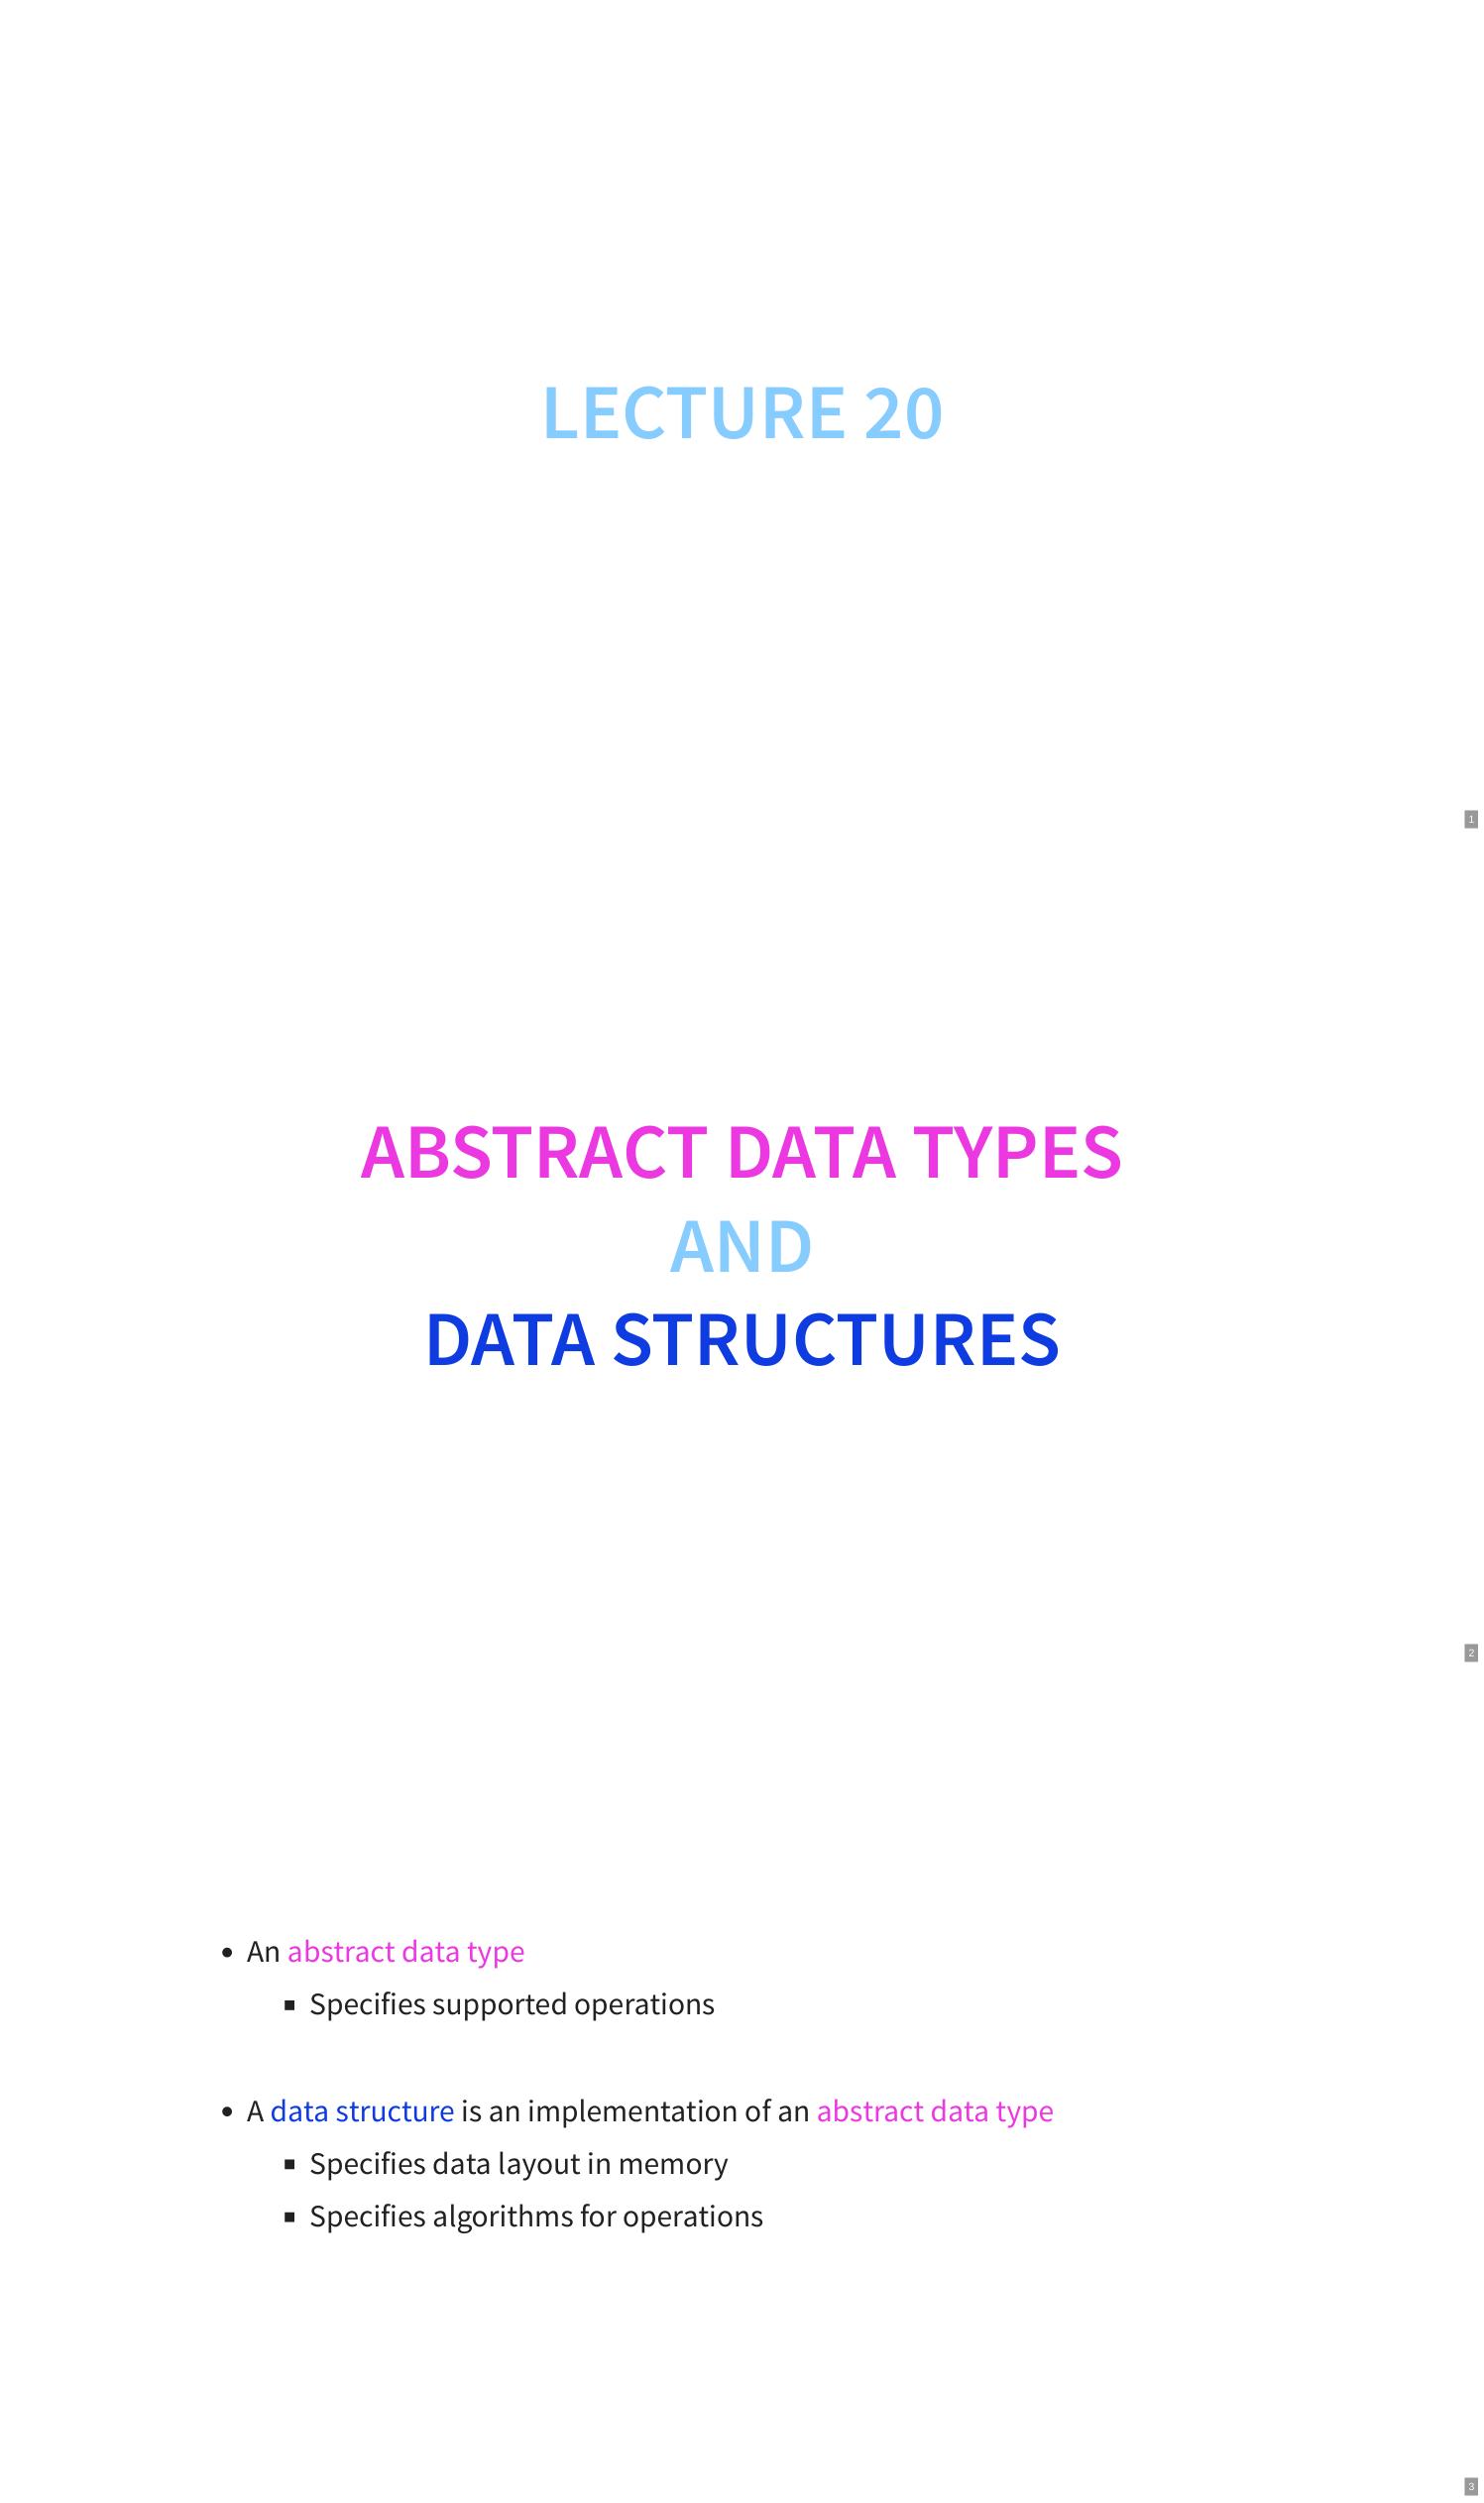 LECTURE 20
1
ABSTRACT DATA TYPES
AND
DATA STRUCTURES
2
• An abstract data type
▪ Specifies supported operations
• A data structure is an implementation of an abstract data type
▪ Specifies data layout in memory
▪ Specifies algorithms for operations
3